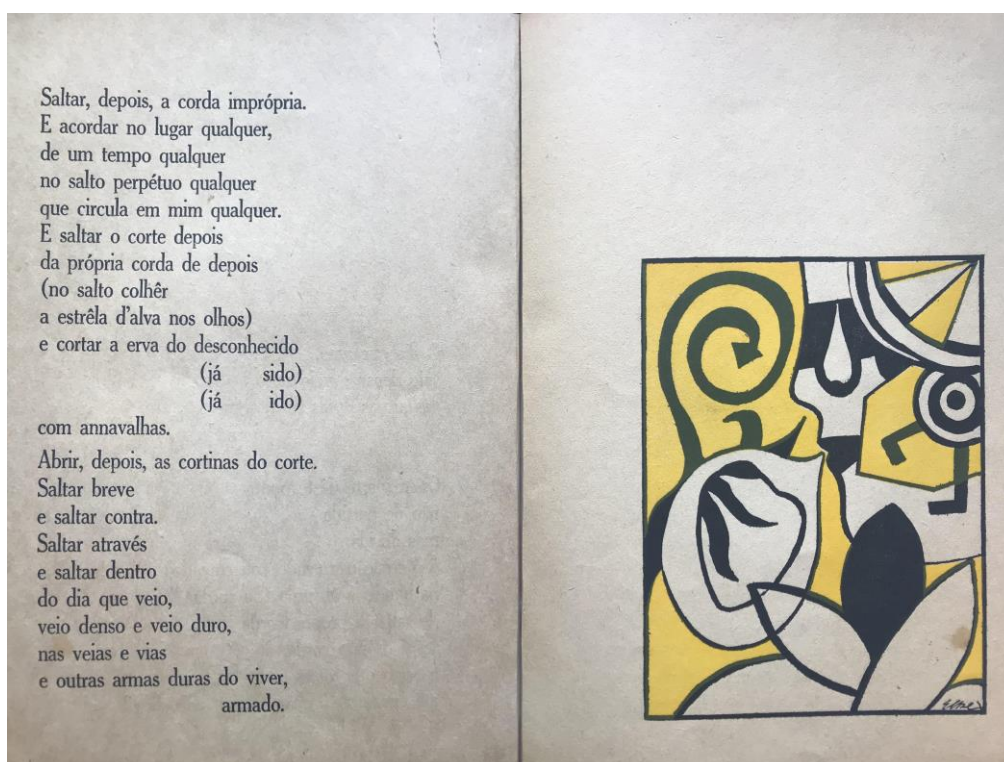 Saltar, depois, a corda imprópria.
E acordar no lugar qualquer,
de um tempo qualquer
no salto perpétuo qualquer
que circula em mim qualquer.
E saltar o corte depois
da própria corda de depois
(no salto colhêr
a estrêla d'alva nos olhos)
e cortar a erva do desconhecido
(já sido)
(já ido)
com annavalhas.
Abrir, depois, as cortinas do corte.
Saltar breve
e saltar contra.
Saltar através
e saltar dentro
do dia que veio,
veio denso e veio duro,
nas veias e vias
e outras armas duras do viver,
armado.